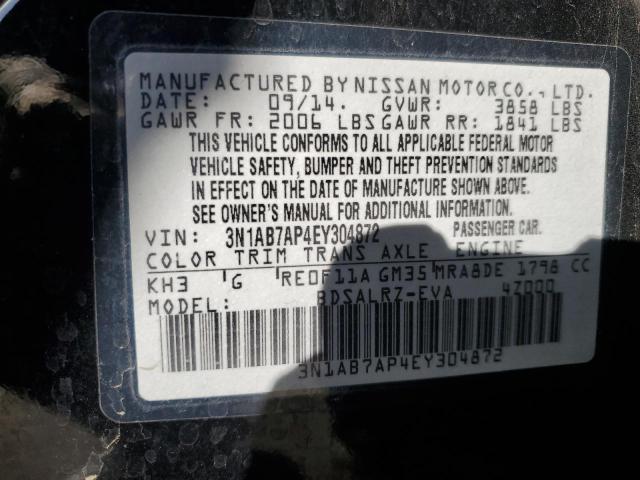 MANUFACTURED BY NISSAN MOTOR CO., LTD.
DATE: 09/14. GVWR: 3858 LBS
GAWR FR: 2006 LBS GAWR RR: 1841 LBS
THIS VEHICLE CONFORMS TO ALL APPLICABLE FEDERAL MOTOR
VEHICLE SAFETY, BUMPER AND THEFT PREVENTION STANDARDS
IN EFFECT ON THE DATE OF MANUFACTURE SHOWN ABOVE.
SEE OWNER'S MANUAL FOR ADDITIONAL INFORMATION.
VIN: 3N1AB7AP4EY304872 PASSENGER CAR.
COLOR TRIM TRANS AXLE ENGINE
KH3 G RE0F11A GM35 MRA8DE 1798 CC
MODEL: BDSALRZ-EVA 4Z000
3N1AB7AP4EY304872